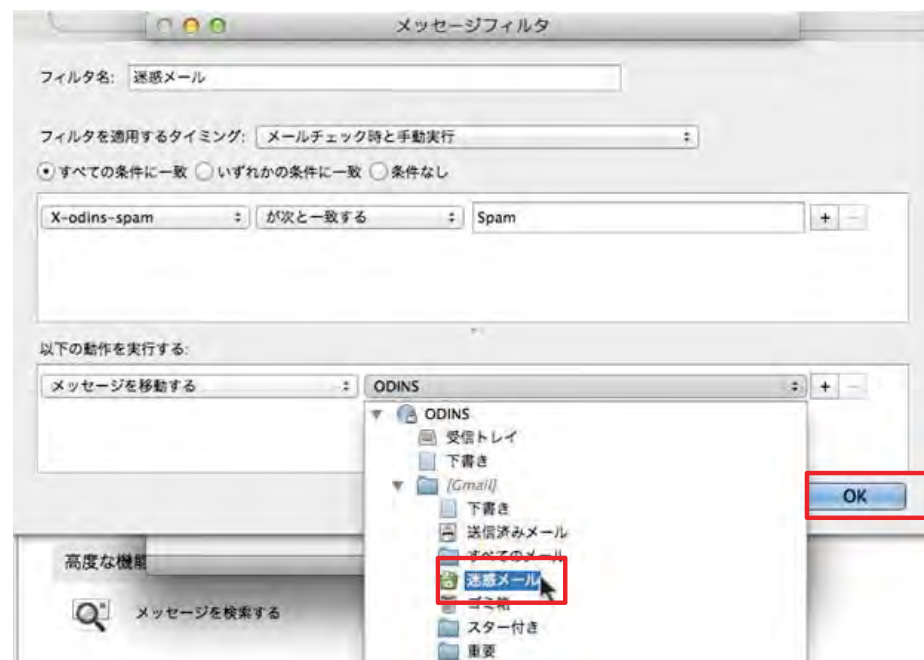 メッセージフィルタ
フィルタ名: 迷惑メール
フィルタを適用するタイミング: メールチェック時と手動実行
すべての条件に一致 いずれかの条件に一致 条件なし
X-odins-spam が次と一致する Spam + -
以下の動作を実行する:
メッセージを移動する ODINS + -
ODINS
受信トレイ
下書き
[Gmail]
OK
下書き
送信済みメール
すべてのメール
高度な機能
迷惑メール
ゴミ箱
メッセージを検索する
スター付き
重要